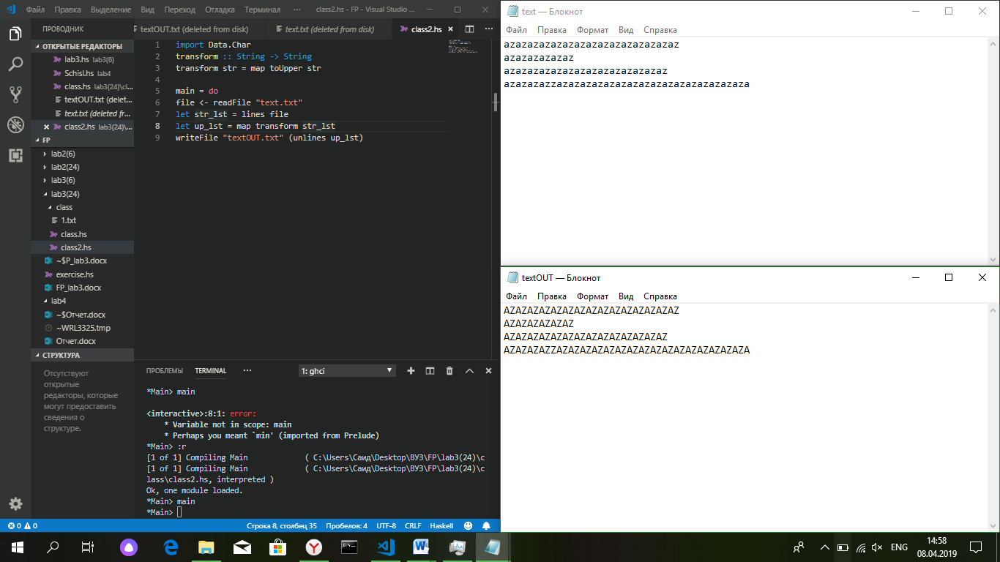 Файл Правка Выделение Вид Переход Отладка Терминал ··· class2.hs - FP - Visual Studio ...
ПРОВОДНИК
ОТКРЫТЫЕ РЕДАКТОРЫ
lab3.hs lab3(6)
Schisl.hs lab4
class.hs lab3(24)\cl...
textOUT.txt (delet...
text.txt (deleted fr...
class2.hs lab3(24)\...
FP
lab2(6)
lab2(24)
lab3(6)
lab3(24)
class
1.txt
class.hs
class2.hs
~$P_lab3.docx
exercise.hs
FP_lab3.docx
lab4
~$Отчет.docx
~WRL3325.tmp
Отчет.docx
СТРУКТУРА
Отсутствуют
открытые
редакторы, которые
могут предоставить
сведения о
структуре.
textOUT.txt (deleted from disk) text.txt (deleted from disk) class2.hs
1 import Data.Char
2 transform :: String -> String
3 transform str = map toUpper str
4
5 main = do
6 file <- readFile "text.txt"
7 let str_lst = lines file
8 let up_lst = map transform str_lst
9 writeFile "textOUT.txt" (unlines up_lst)
ПРОБЛЕМЫ TERMINAL ··· 1: ghci
*Main> main
<interactive>:8:1: error:
* Variable not in scope: main
* Perhaps you meant `min' (imported from Prelude)
*Main> :r
[1 of 1] Compiling Main ( C:\Users\Саид\Desktop\ВУЗ\FP\lab3(24)\c
[1 of 1] Compiling Main ( C:\Users\Саид\Desktop\ВУЗ\FP\lab3(24)\c
lass\class2.hs, interpreted )
Ok, one module loaded.
*Main> main
*Main>
0 0 Строка 8, столбец 35 Пробелов: 4 UTF-8 CRLF Haskell
text — Блокнот
Файл Правка Формат Вид Справка
azazazazazazazazazazazazazazaz
azazazazazaz
azazazazazazazazazazazazazaz
azazazazzazazazazazazazazazazazazazazazaza
textOUT — Блокнот
Файл Правка Формат Вид Справка
AZAZAZAZAZAZAZAZAZAZAZAZAZAZAZ
AZAZAZAZAZAZ
AZAZAZAZAZAZAZAZAZAZAZAZAZAZ
AZAZAZAZZAZAZAZAZAZAZAZAZAZAZAZAZAZAZAZAZA
ENG
14:58
08.04.2019